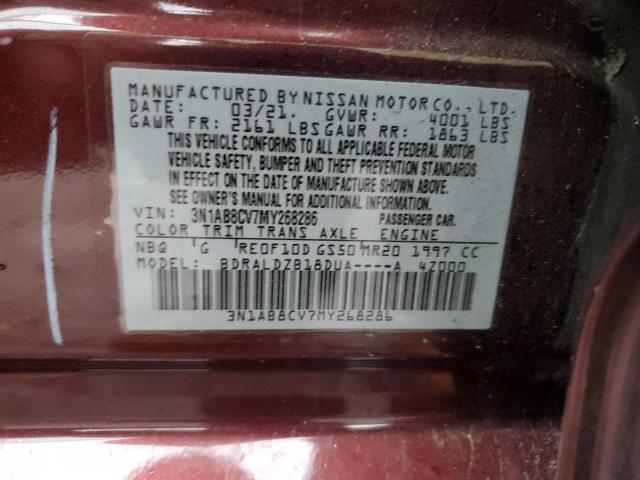 MANUFACTURED BY NISSAN MOTOR CO., LTD.
DATE: 03/21. GVWR: 4001 LBS
GAWR FR: 2161 LBS GAWR RR: 1863 LBS
THIS VEHICLE CONFORMS TO ALL APPLICABLE FEDERAL MOTOR
VEHICLE SAFETY, BUMPER AND THEFT PREVENTION STANDARDS
IN EFFECT ON THE DATE OF MANUFACTURE SHOWN ABOVE.
SEE OWNER'S MANUAL FOR ADDITIONAL INFORMATION.
VIN: 3N1AB8CV7MY268286 PASSENGER CAR.
COLOR TRIM TRANS AXLE ENGINE
NBQ G RE0F10D GS50 MR20 1997 CC
MODEL: BDRALDZB18DUA----A 4Z000
3N1AB8CV7MY268286